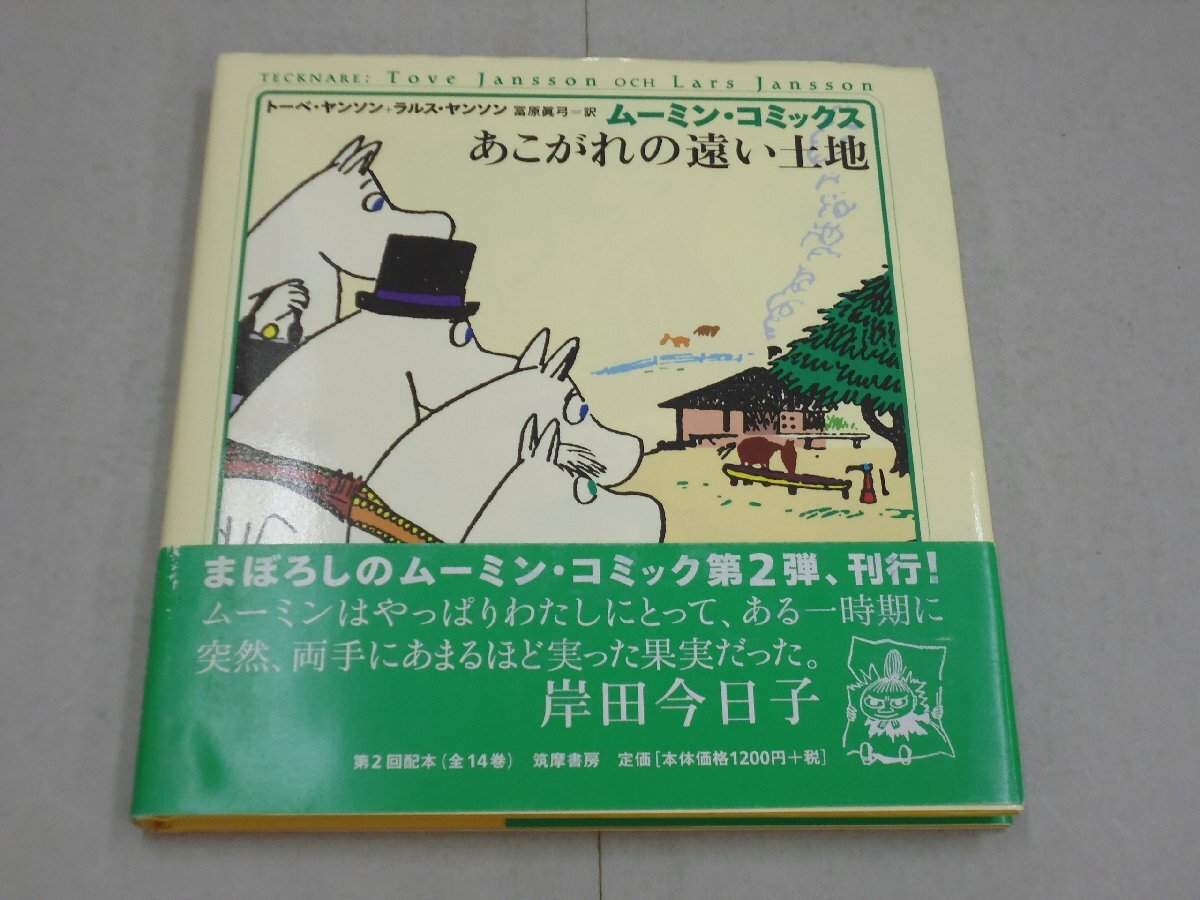 TECKNARE: Tove Jansson OCH Lars Jansson
トーベ・ヤンソン+ラルス・ヤンソン 冨原眞弓=訳 ムーミン・コミックス
あこがれの遠い土地
まぼろしのムーミン・コミック第2弾、刊行!
ムーミンはやっぱりわたしにとって、ある一時期に
突然、両手にあまるほど実った果実だった。
岸田今日子
第2回配本(全14巻) 筑摩書房 定価[本体価格1200円+税]